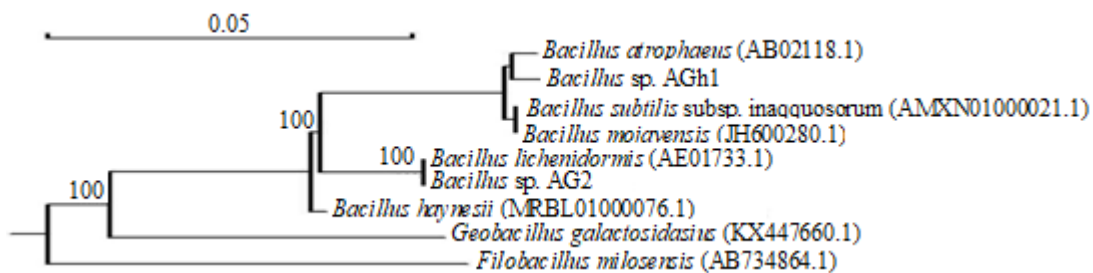 0.05
Bacillus atrophaeus (AB02118.1)
Bacillus sp. AGh1
Bacillus subtilis subsp. inaqquosorum (AMXN01000021.1)
100
Bacillus moiavensis (JH600280.1)
100
Bacillus lichenidormis (AE01733.1)
Bacillus sp. AG2
100
Bacillus haynesii (MRBL01000076.1)
Geobacillus galactosidasius (KX447660.1)
Filobacillus milosensis (AB734864.1)